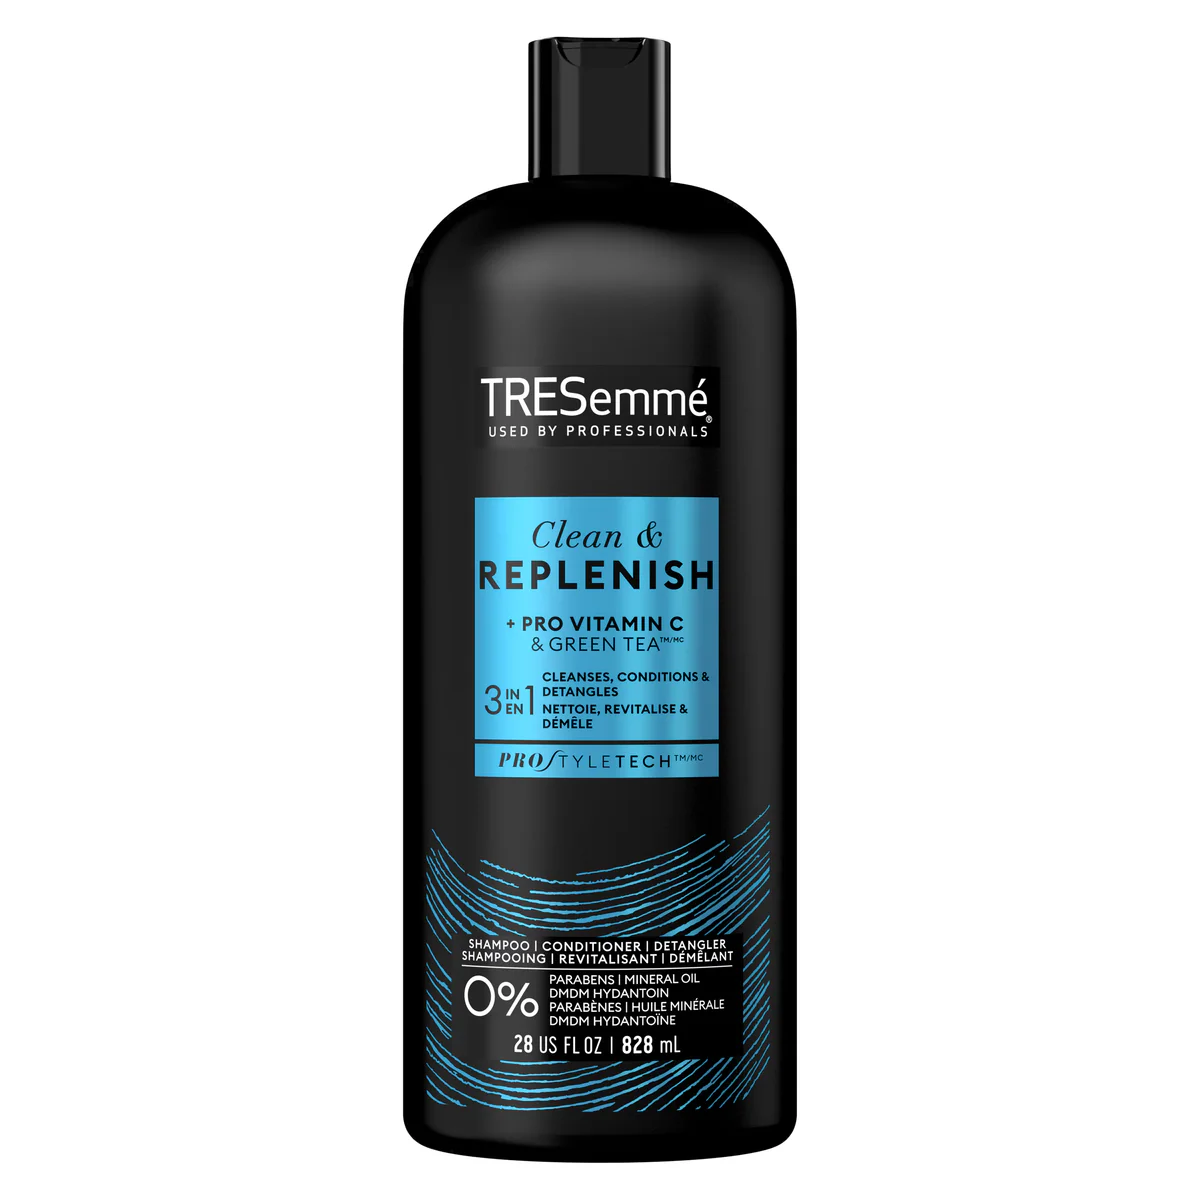 TRESemmé®
USED BY PROFESSIONALS
Clean &
REPLENISH
+ PRO VITAMIN C
& GREEN TEA™/MC
3 IN EN 1
CLEANSES, CONDITIONS &
DETANGLES
NETTOIE, REVITALISE &
DÉMÊLE
PROSTYLETECH™/MC
SHAMPOO | CONDITIONER | DETANGLER
SHAMPOOING | REVITALISANT | DÉMÊLANT
0%
PARABENS | MINERAL OIL
DMDM HYDANTOIN
PARABÈNES | HUILE MINÉRALE
DMDM HYDANTOÏNE
28 US FL OZ | 828 mL